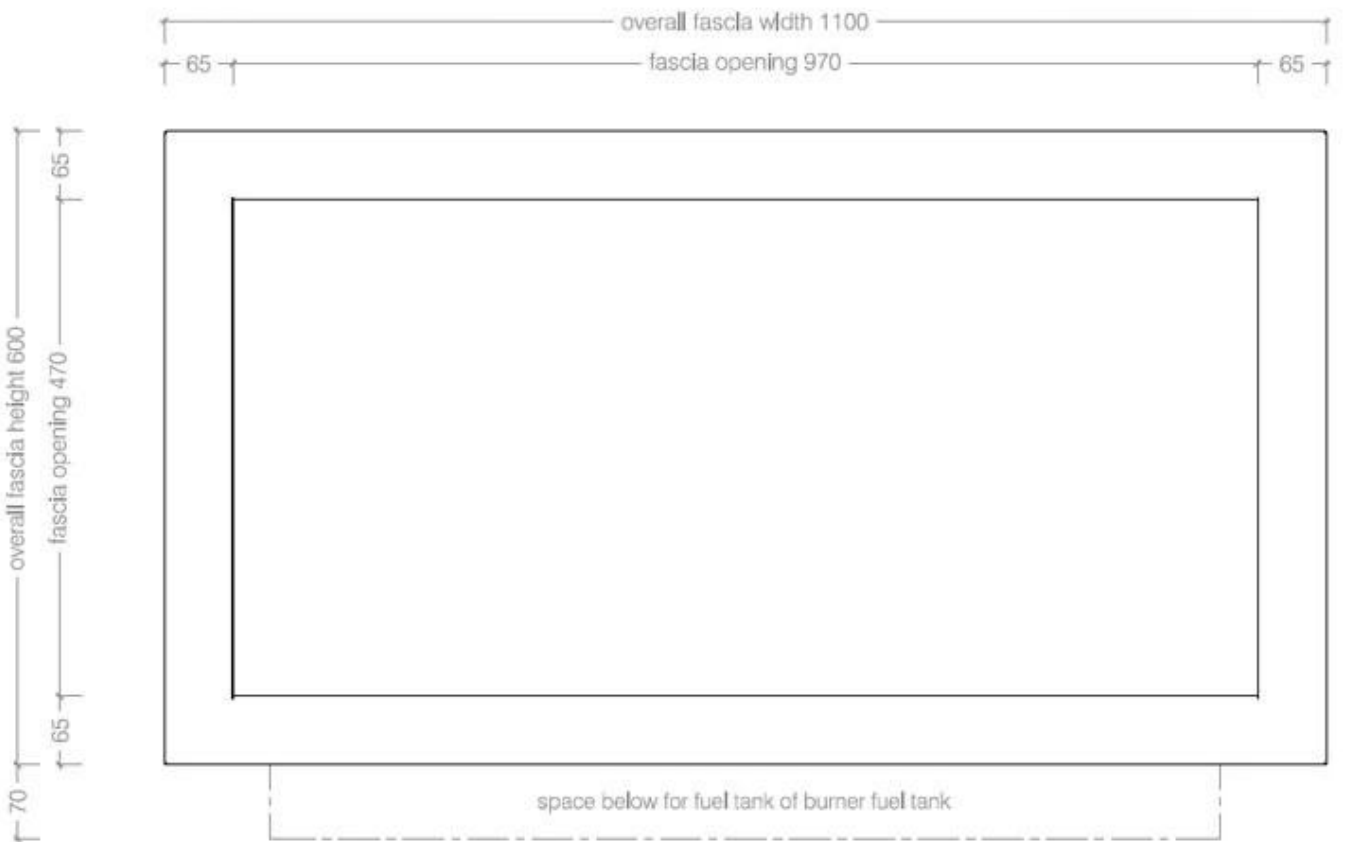 overall fascia width 1100
65
fascia opening 970
65
65
overall fascia height 600
fascia opening 470
65
70
space below for fuel tank of burner fuel tank